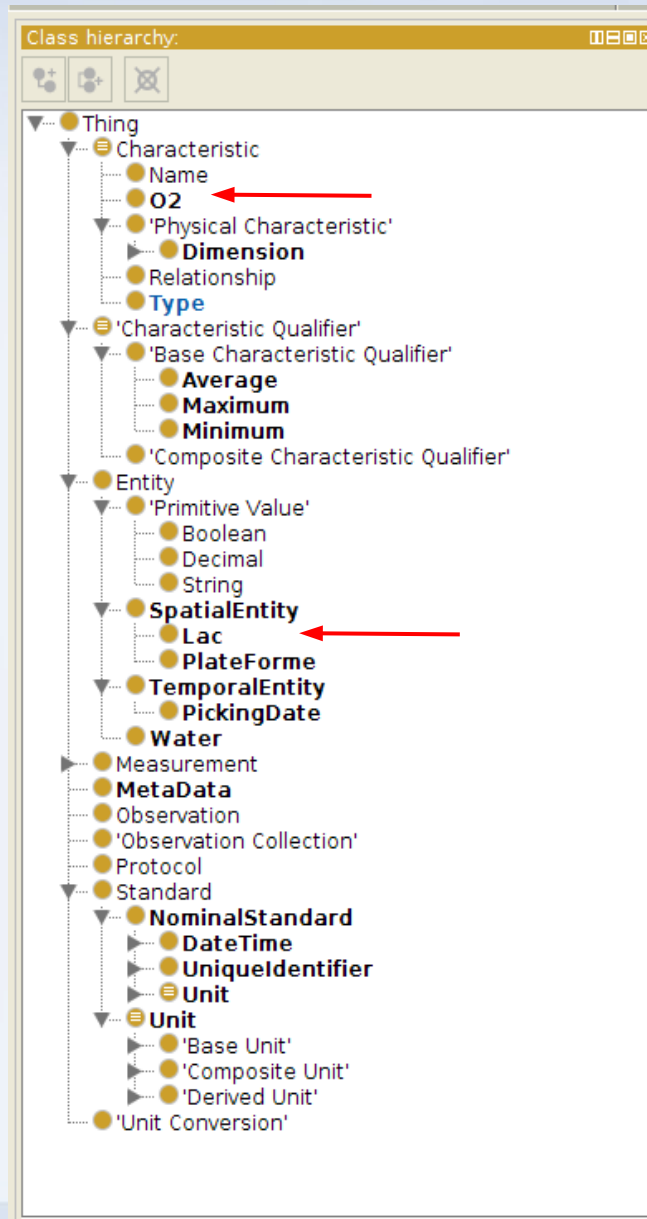 Class hierarchy:
Thing
Characteristic
Name
O2
'Physical Characteristic'
Dimension
Relationship
Type
'Characteristic Qualifier'
'Base Characteristic Qualifier'
Average
Maximum
Minimum
'Composite Characteristic Qualifier'
Entity
'Primitive Value'
Boolean
Decimal
String
SpatialEntity
Lac
PlateForme
TemporalEntity
PickingDate
Water
Measurement
MetaData
Observation
'Observation Collection'
Protocol
Standard
NominalStandard
DateTime
UniqueIdentifier
Unit
Unit
'Base Unit'
'Composite Unit'
'Derived Unit'
'Unit Conversion'